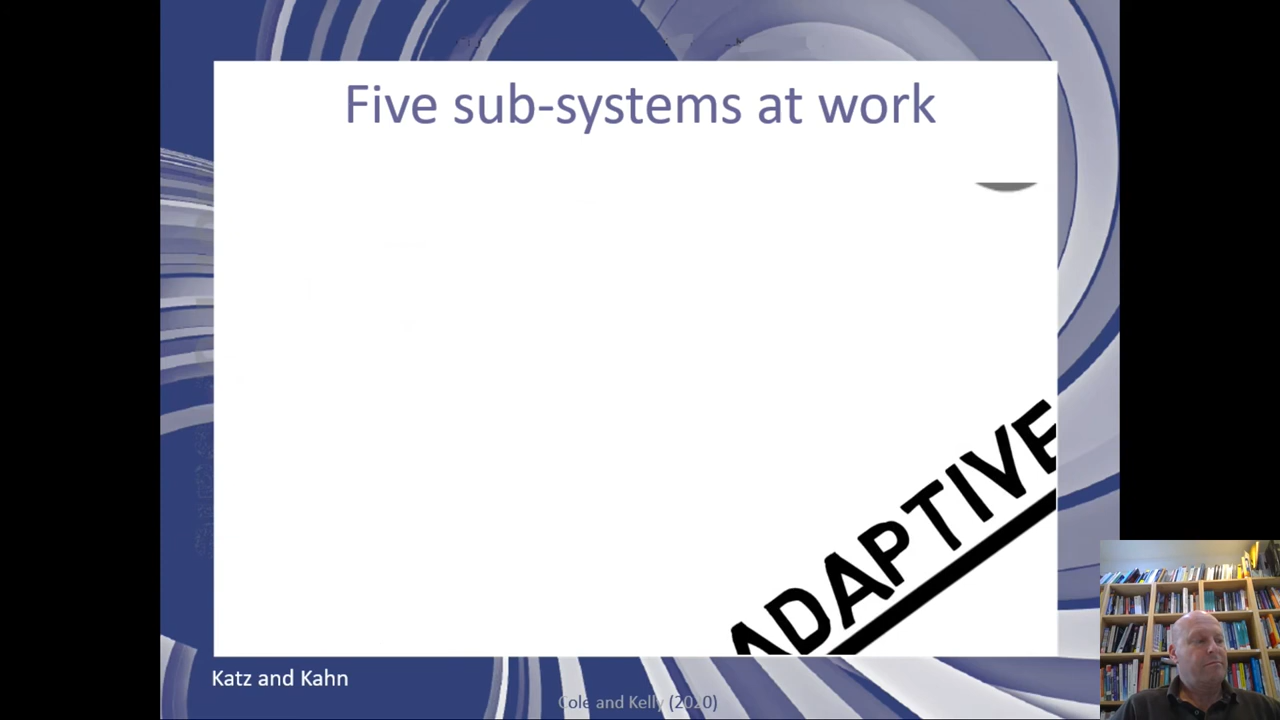 Five sub-systems at work
ADAPTIVE
Katz and Kahn
Cole and Kelly (2020)